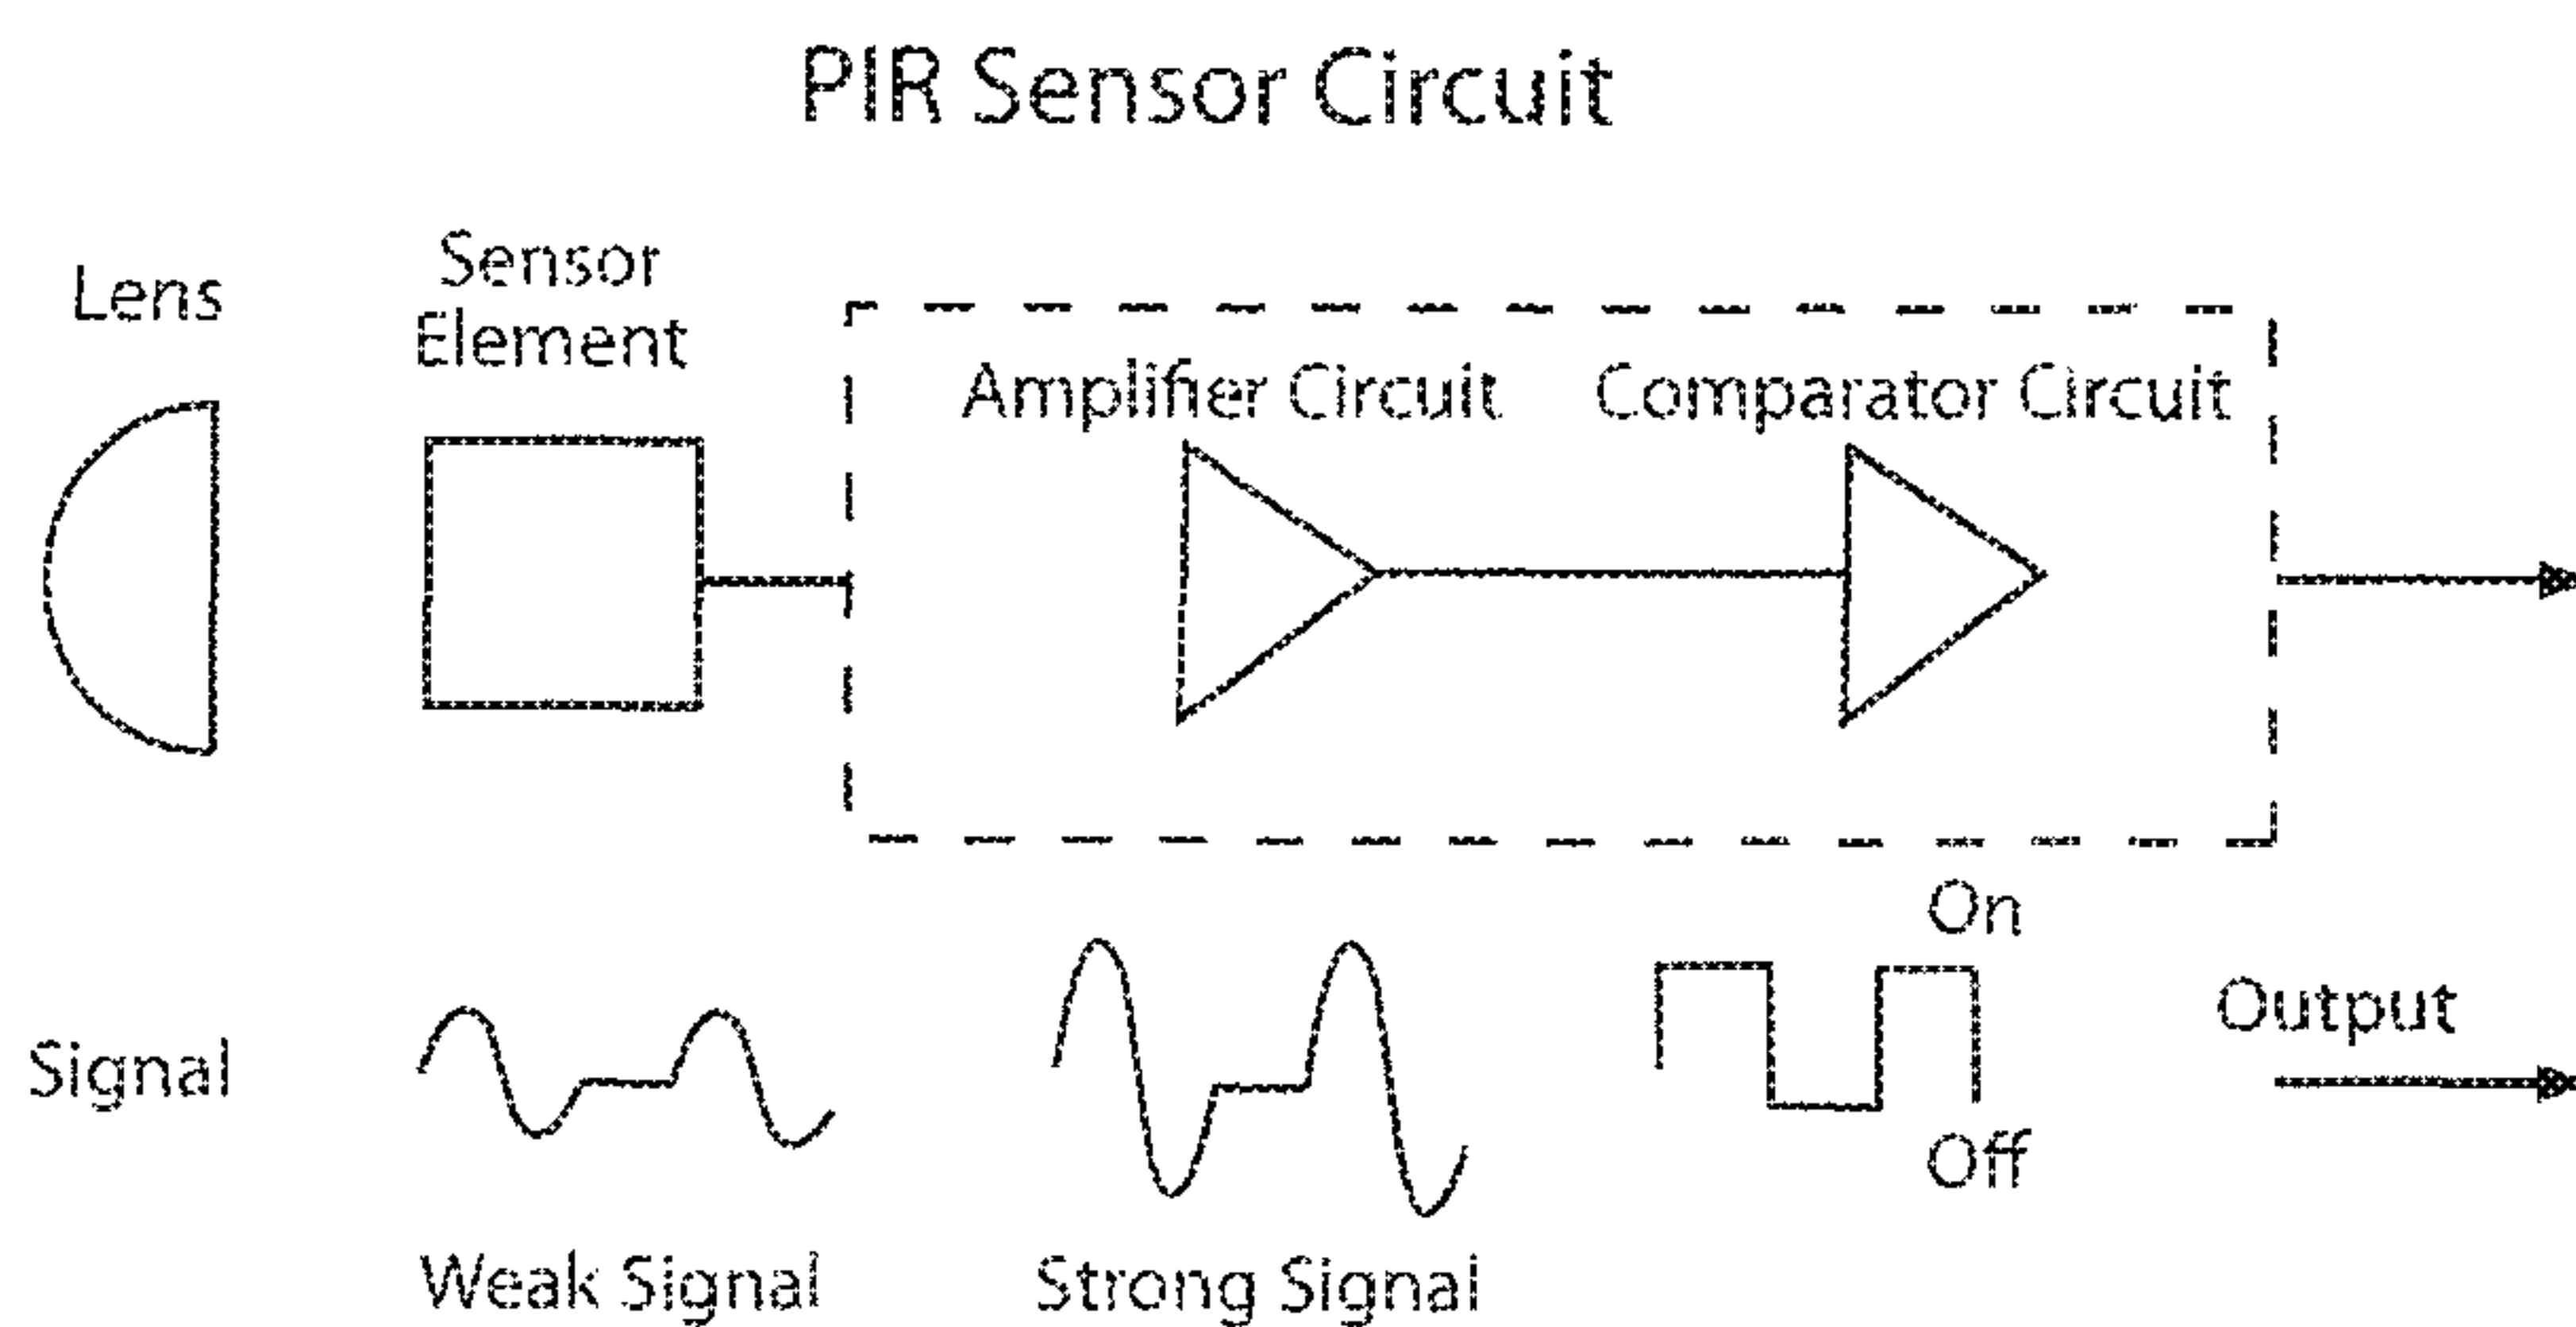 PIR Sensor Circuit
Lens
Sensor
Element
Amplifier Circuit
Comparator Circuit
On
Off
Output
Signal
Weak Signal
Strong Signal